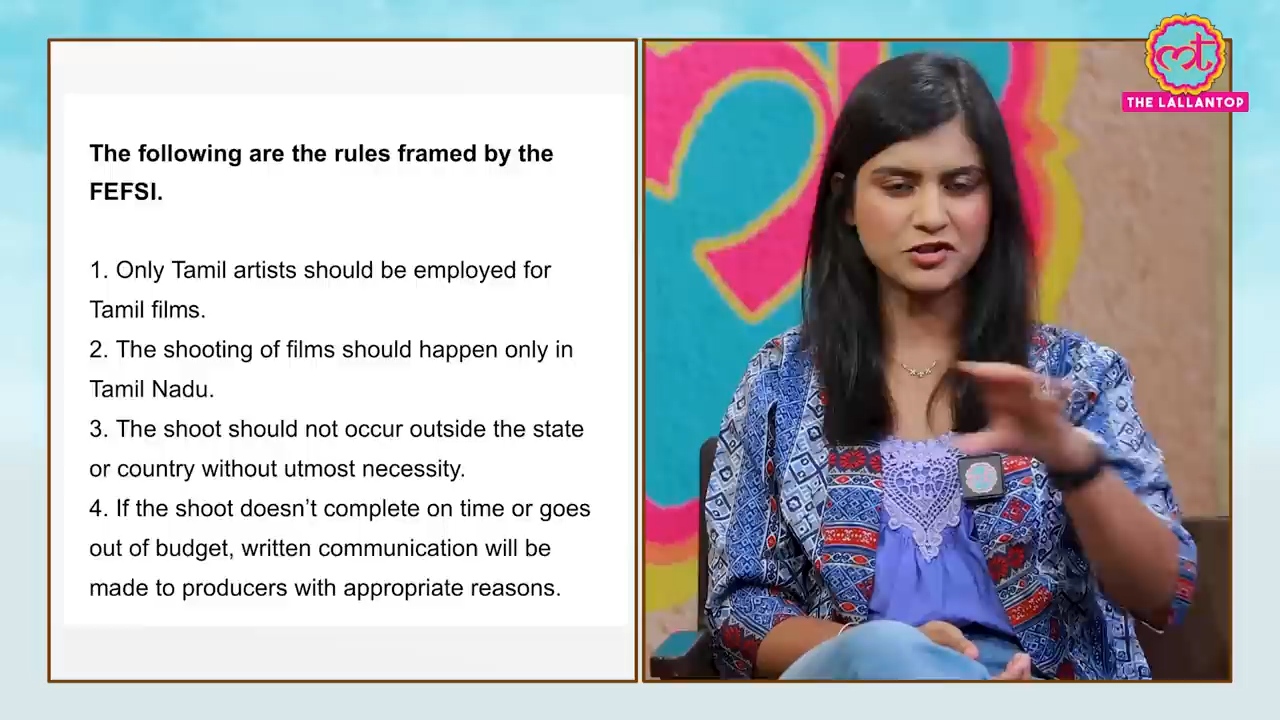 The following are the rules framed by the
FEFSI.
1. Only Tamil artists should be employed for
Tamil films.
2. The shooting of films should happen only in
Tamil Nadu.
3. The shoot should not occur outside the state
or country without utmost necessity.
4. If the shoot doesn’t complete on time or goes
out of budget, written communication will be
made to producers with appropriate reasons.
THE LALLANTOP